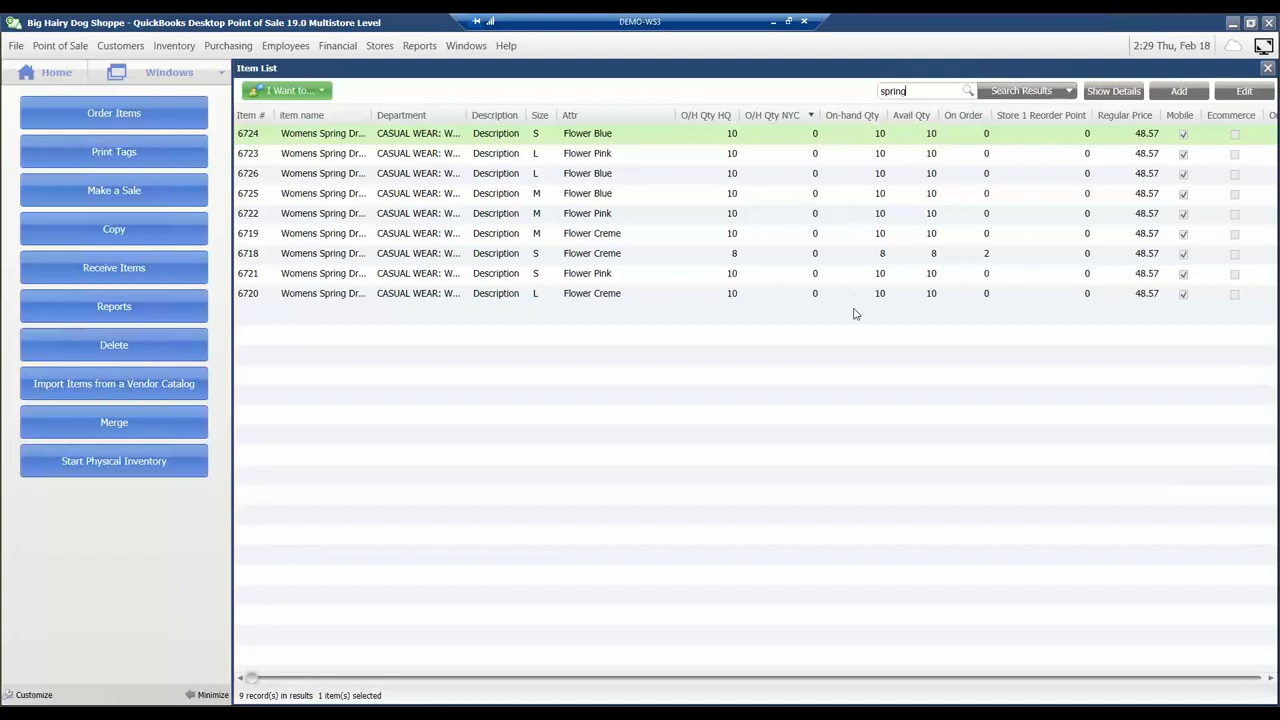 Big Hairy Dog Shoppe - QuickBooks Desktop Point of Sale 19.0 Multistore Level
DEMO-WS3
File Point of Sale Customers Inventory Purchasing Employees Financial Stores Reports Windows Help
2:29 Thu, Feb 18
Home Windows
Item List
I Want to...
spring
Search Results
Show Details
Add
Edit
Item # Item name Department Description Size Attr O/H Qty HQ O/H Qty NYC On-hand Qty Avail Qty On Order Store 1 Reorder Point Regular Price Mobile Ecommerce
6724 Womens Spring Dr... CASUAL WEAR: W... Description S Flower Blue 10 0 10 10 0 0 48.57
6723 Womens Spring Dr... CASUAL WEAR: W... Description L Flower Pink 10 0 10 10 0 0 48.57
6726 Womens Spring Dr... CASUAL WEAR: W... Description L Flower Blue 10 0 10 10 0 0 48.57
6725 Womens Spring Dr... CASUAL WEAR: W... Description M Flower Blue 10 0 10 10 0 0 48.57
6722 Womens Spring Dr... CASUAL WEAR: W... Description M Flower Pink 10 0 10 10 0 0 48.57
6719 Womens Spring Dr... CASUAL WEAR: W... Description M Flower Creme 10 0 10 10 0 0 48.57
6718 Womens Spring Dr... CASUAL WEAR: W... Description S Flower Creme 8 0 8 8 2 0 48.57
6721 Womens Spring Dr... CASUAL WEAR: W... Description S Flower Pink 10 0 10 10 0 0 48.57
6720 Womens Spring Dr... CASUAL WEAR: W... Description L Flower Creme 10 0 10 10 0 0 48.57
Order Items
Print Tags
Make a Sale
Copy
Receive Items
Reports
Delete
Import Items from a Vendor Catalog
Merge
Start Physical Inventory
Customize
Minimize
9 record(s) in results 1 item(s) selected